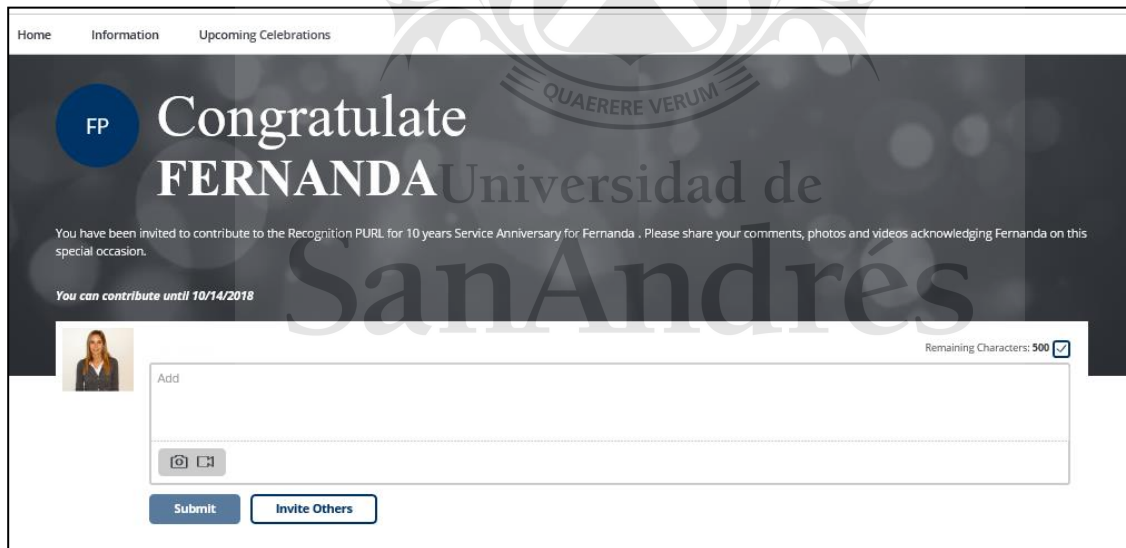 Home Information Upcoming Celebrations
QUAERERE VERUM
FP
Congratulate
FERNANDA
Universidad de
SanAndrés
You have been invited to contribute to the Recognition PURL for 10 years Service Anniversary for Fernanda . Please share your comments, photos and videos acknowledging Fernanda on this
special occasion.
You can contribute until 10/14/2018
Remaining Characters: 500
Add
Submit Invite Others